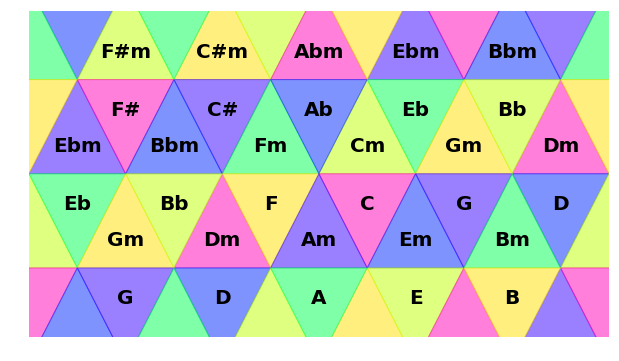 F#m C#m Abm Ebm Bbm
F# C# Ab Eb Bb
Ebm Bbm Fm Cm Gm Dm
Eb Bb F C G D
Gm Dm Am Em Bm
G D A E B